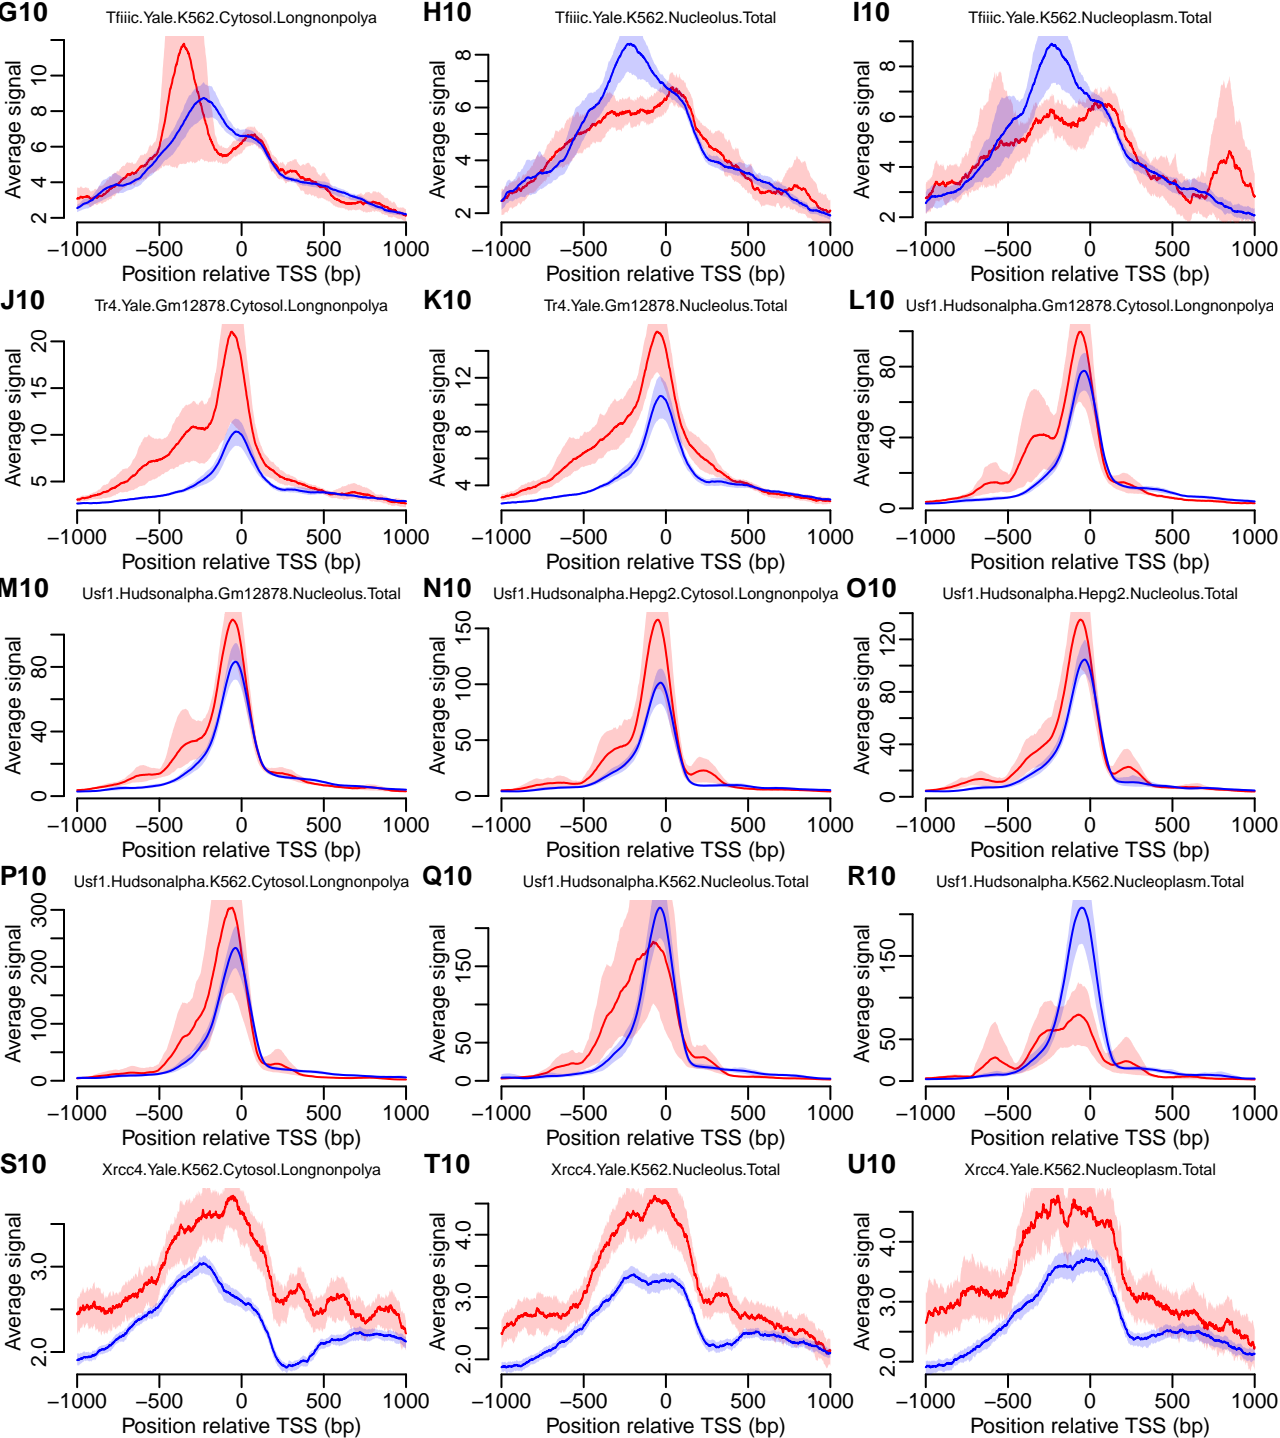 G10 Tfiiic.Yale.K562.Cytosol.Longnonpolya
Average signal
2 4 6 8 10
−1000 −500 0 500 1000
Position relative TSS (bp)
H10 Tfiiic.Yale.K562.Nucleolus.Total
Average signal
2 4 6 8
−1000 −500 0 500 1000
Position relative TSS (bp)
I10 Tfiiic.Yale.K562.Nucleoplasm.Total
Average signal
2 4 6 8
−1000 −500 0 500 1000
Position relative TSS (bp)
J10 Tr4.Yale.Gm12878.Cytosol.Longnonpolya
Average signal
5 10 15 20
−1000 −500 0 500 1000
Position relative TSS (bp)
K10 Tr4.Yale.Gm12878.Nucleolus.Total
Average signal
4 8 12
−1000 −500 0 500 1000
Position relative TSS (bp)
L10 Usf1.Hudsonalpha.Gm12878.Cytosol.Longnonpolya
Average signal
0 40 80
−1000 −500 0 500 1000
Position relative TSS (bp)
M10 Usf1.Hudsonalpha.Gm12878.Nucleolus.Total
Average signal
0 40 80
−1000 −500 0 500 1000
Position relative TSS (bp)
N10 Usf1.Hudsonalpha.Hepg2.Cytosol.Longnonpolya
Average signal
0 50 100 150
−1000 −500 0 500 1000
Position relative TSS (bp)
O10 Usf1.Hudsonalpha.Hepg2.Nucleolus.Total
Average signal
0 40 80 120
−1000 −500 0 500 1000
Position relative TSS (bp)
P10 Usf1.Hudsonalpha.K562.Cytosol.Longnonpolya
Average signal
0 100 200 300
−1000 −500 0 500 1000
Position relative TSS (bp)
Q10 Usf1.Hudsonalpha.K562.Nucleolus.Total
Average signal
0 50 150
−1000 −500 0 500 1000
Position relative TSS (bp)
R10 Usf1.Hudsonalpha.K562.Nucleoplasm.Total
Average signal
0 50 150
−1000 −500 0 500 1000
Position relative TSS (bp)
S10 Xrcc4.Yale.K562.Cytosol.Longnonpolya
Average signal
2.0 3.0
−1000 −500 0 500 1000
Position relative TSS (bp)
T10 Xrcc4.Yale.K562.Nucleolus.Total
Average signal
2.0 3.0 4.0
−1000 −500 0 500 1000
Position relative TSS (bp)
U10 Xrcc4.Yale.K562.Nucleoplasm.Total
Average signal
2.0 3.0 4.0
−1000 −500 0 500 1000
Position relative TSS (bp)